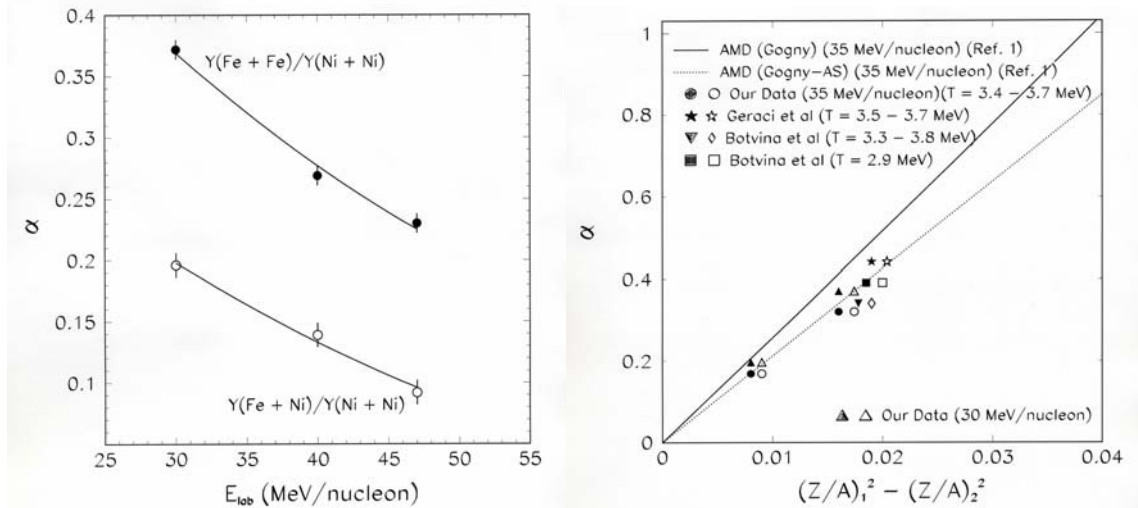 0.4
0.35
0.3
0.25
0.2
0.15
0.1
α
Y(Fe + Fe)/Y(Ni + Ni)
Y(Fe + Ni)/Y(Ni + Ni)
25 30 35 40 45 50 55
E_lab (MeV/nucleon)
1
0.8
0.6
0.4
0.2
0
α
AMD (Gogny) (35 MeV/nucleon) (Ref. 1)
AMD (Gogny-AS) (35 MeV/nucleon) (Ref. 1)
Our Data (35 MeV/nucleon)(T = 3.4 - 3.7 MeV)
Geraci et al (T = 3.5 - 3.7 MeV)
Botvina et al (T = 3.3 - 3.8 MeV)
Botvina et al (T = 2.9 MeV)
Our Data (30 MeV/nucleon)
0 0.01 0.02 0.03 0.04
(Z/A)₁² - (Z/A)₂²